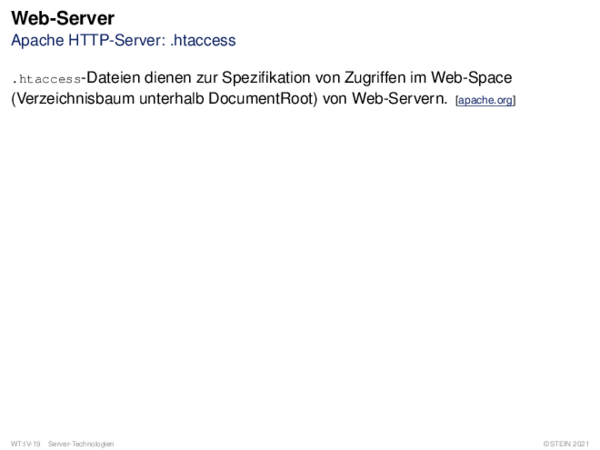 Web-Server
Apache HTTP-Server: .htaccess
.htaccess-Dateien dienen zur Spezifikation von Zugriffen im Web-Space
(Verzeichnisbaum unterhalb DocumentRoot) von Web-Servern. [apache.org]
WT:IV-19 Server-Technologien ©STEIN 2021